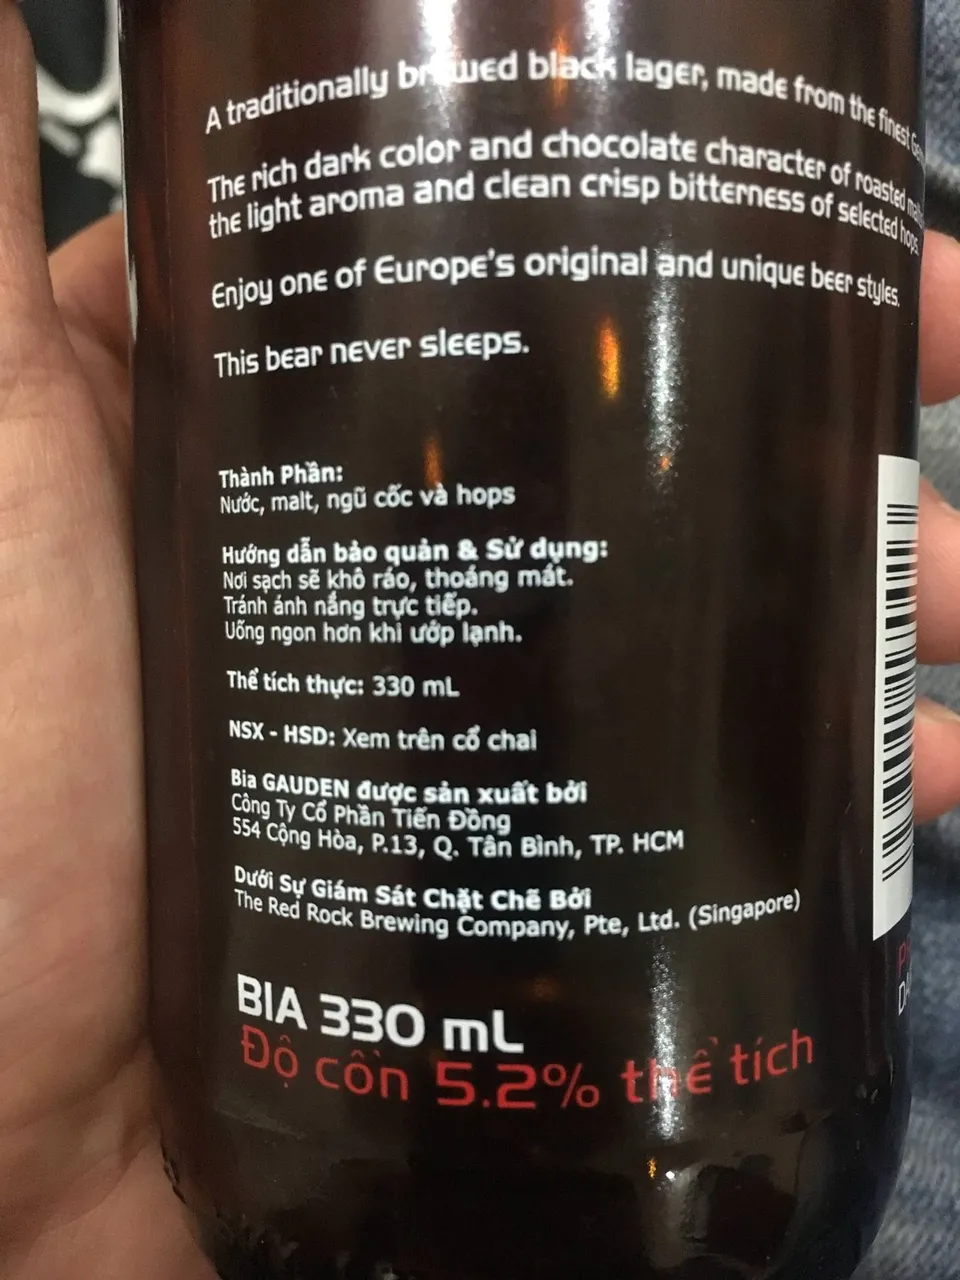 A traditionally brewed black lager, made from the finest
The rich dark color and chocolate character of roasted
the light aroma and clean crisp bitterness of selected hops.
Enjoy one of Europe's original and unique beer styles.
This bear never sleeps.
Thành Phần:
Nước, malt, ngũ cốc và hops
Hướng dẫn bảo quản & Sử dụng:
Nơi sạch sẽ khô ráo, thoáng mát.
Tránh ánh nắng trực tiếp.
Uống ngon hơn khi ướp lạnh.
Thể tích thực: 330 mL
NSX - HSD: Xem trên cổ chai
Bia GAUDEN được sản xuất bởi
Công Ty Cổ Phần Tiến Đồng
554 Cộng Hòa, P.13, Q. Tân Bình, TP. HCM
Dưới Sự Giám Sát Chặt Chẽ Bởi
The Red Rock Brewing Company, Pte, Ltd. (Singapore)
BIA 330 mL
Độ cồn 5.2% thể tích